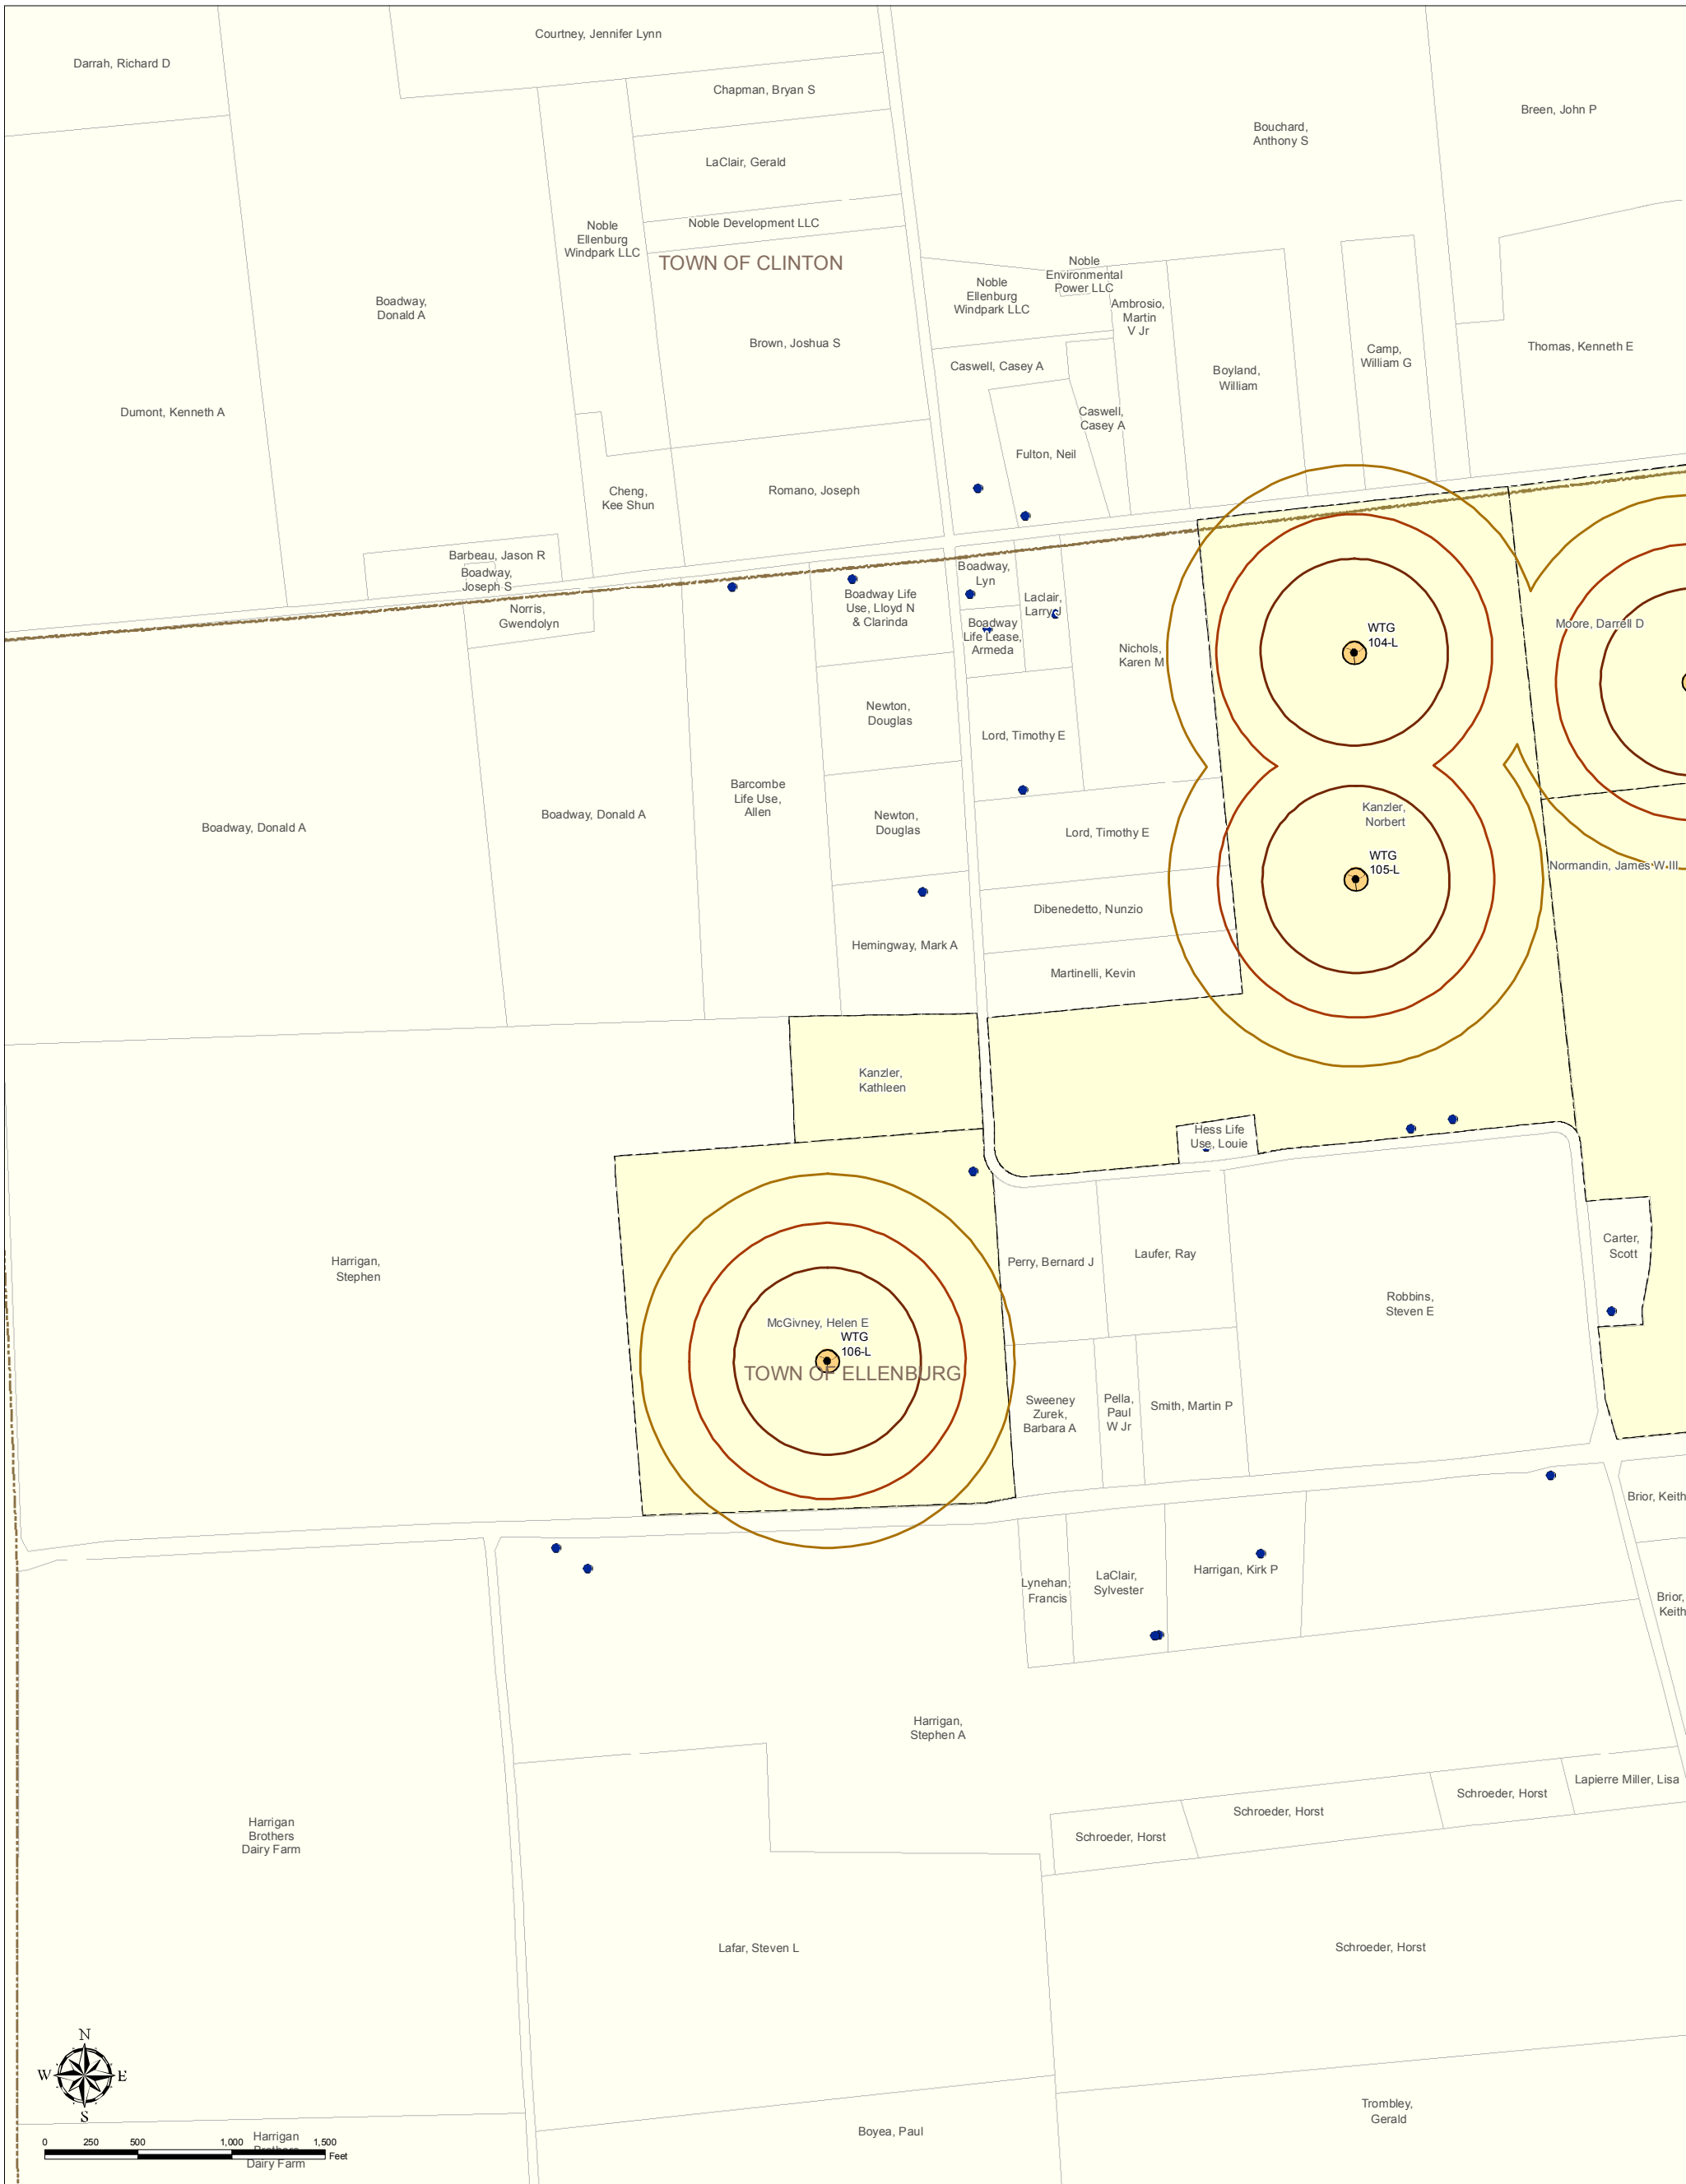 Courtney, Jennifer Lynn
Darrah, Richard D
Chapman, Bryan S
Breen, John P
Bouchard,
Anthony S
LaClair, Gerald
Noble
Ellenburg
Windpark LLC
Noble Development LLC
TOWN OF CLINTON
Noble
Environmental
Power LLC
Noble
Ellenburg
Windpark LLC
Ambrosio,
Martin
V Jr
Boadway,
Donald A
Brown, Joshua S
Thomas, Kenneth E
Camp,
William G
Caswell, Casey A
Boyland,
William
Dumont, Kenneth A
Caswell,
Casey A
Fulton, Neil
Cheng,
Kee Shun
Romano, Joseph
Barbeau, Jason R
Boadway,
Joseph S
Norris,
Gwendolyn
Boadway Life
Use, Lloyd N
& Clarinda
Boadway,
Lyn
Laclair,
Larry J
Boadway
Life Lease,
Armeda
Nichols,
Karen M
WTG
104-L
Moore, Darrell D
Newton,
Douglas
Lord, Timothy E
Barcombe
Life Use,
Allen
Kanzler,
Norbert
Boadway, Donald A
Boadway, Donald A
Newton,
Douglas
Lord, Timothy E
WTG
105-L
Normandin, James W III
Dibenedetto, Nunzio
Hemingway, Mark A
Martinelli, Kevin
Kanzler,
Kathleen
Hess Life
Use, Louie
Harrigan,
Stephen
Perry, Bernard J
Laufer, Ray
Carter,
Scott
Robbins,
Steven E
McGivney, Helen E
WTG
106-L
TOWN OF ELLENBURG
Sweeney
Zurek,
Barbara A
Pella,
Paul
W Jr
Smith, Martin P
Brior, Keith
Lynehan,
Francis
LaClair,
Sylvester
Harrigan, Kirk P
Brior,
Keith
Harrigan,
Stephen A
Lapierre Miller, Lisa
Schroeder, Horst
Schroeder, Horst
Schroeder, Horst
Harrigan
Brothers
Dairy Farm
Lafar, Steven L
Schroeder, Horst
N
W E
S
Trombley,
Gerald
Boyea, Paul
0 250 500 1,000 1,500
Feet
Harrigan
Brothers
Dairy Farm